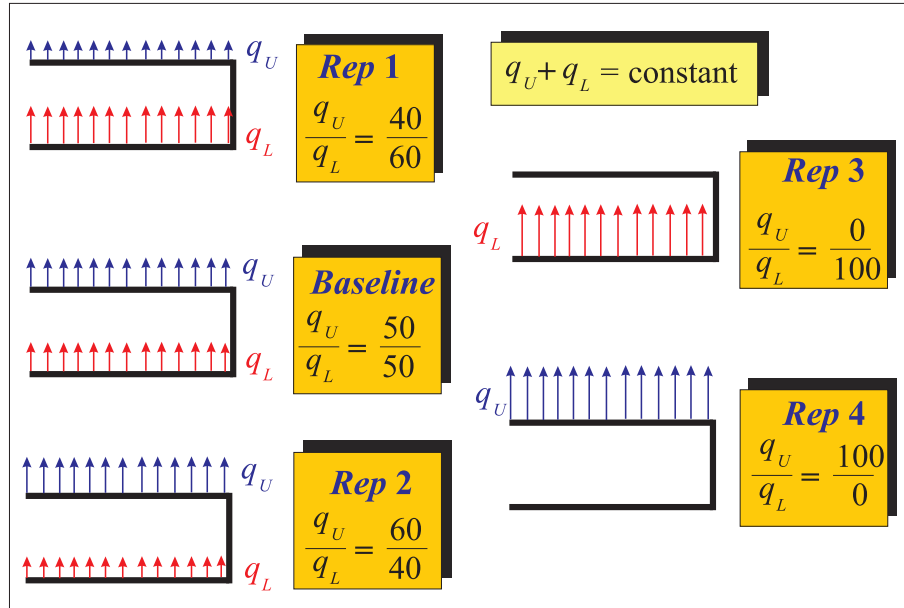 q_U
q_L
Rep 1
q_U / q_L = 40 / 60
q_U + q_L = constant
q_L
Rep 3
q_U / q_L = 0 / 100
q_U
q_L
Baseline
q_U / q_L = 50 / 50
q_U
Rep 4
q_U / q_L = 100 / 0
q_U
q_L
Rep 2
q_U / q_L = 60 / 40